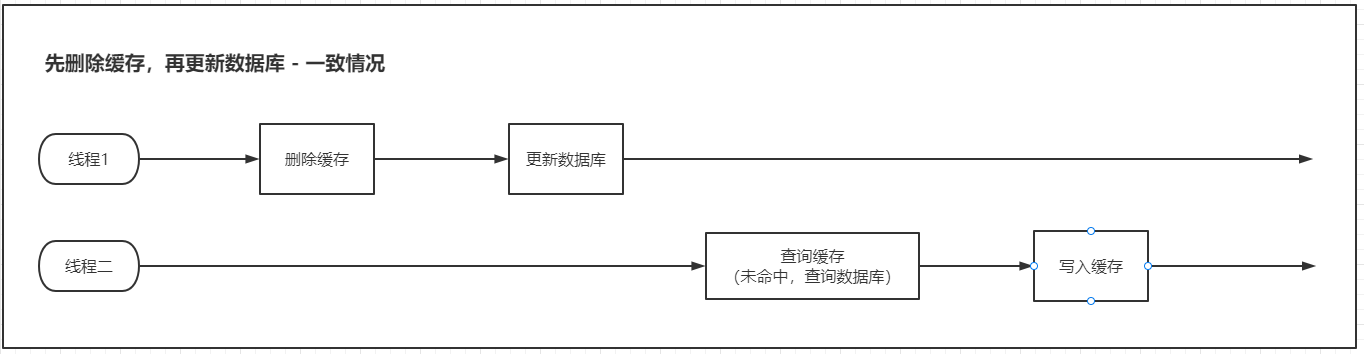 先删除缓存，再更新数据库 - 一致情况
线程1
删除缓存
更新数据库
线程二
查询缓存
（未命中，查询数据库）
写入缓存